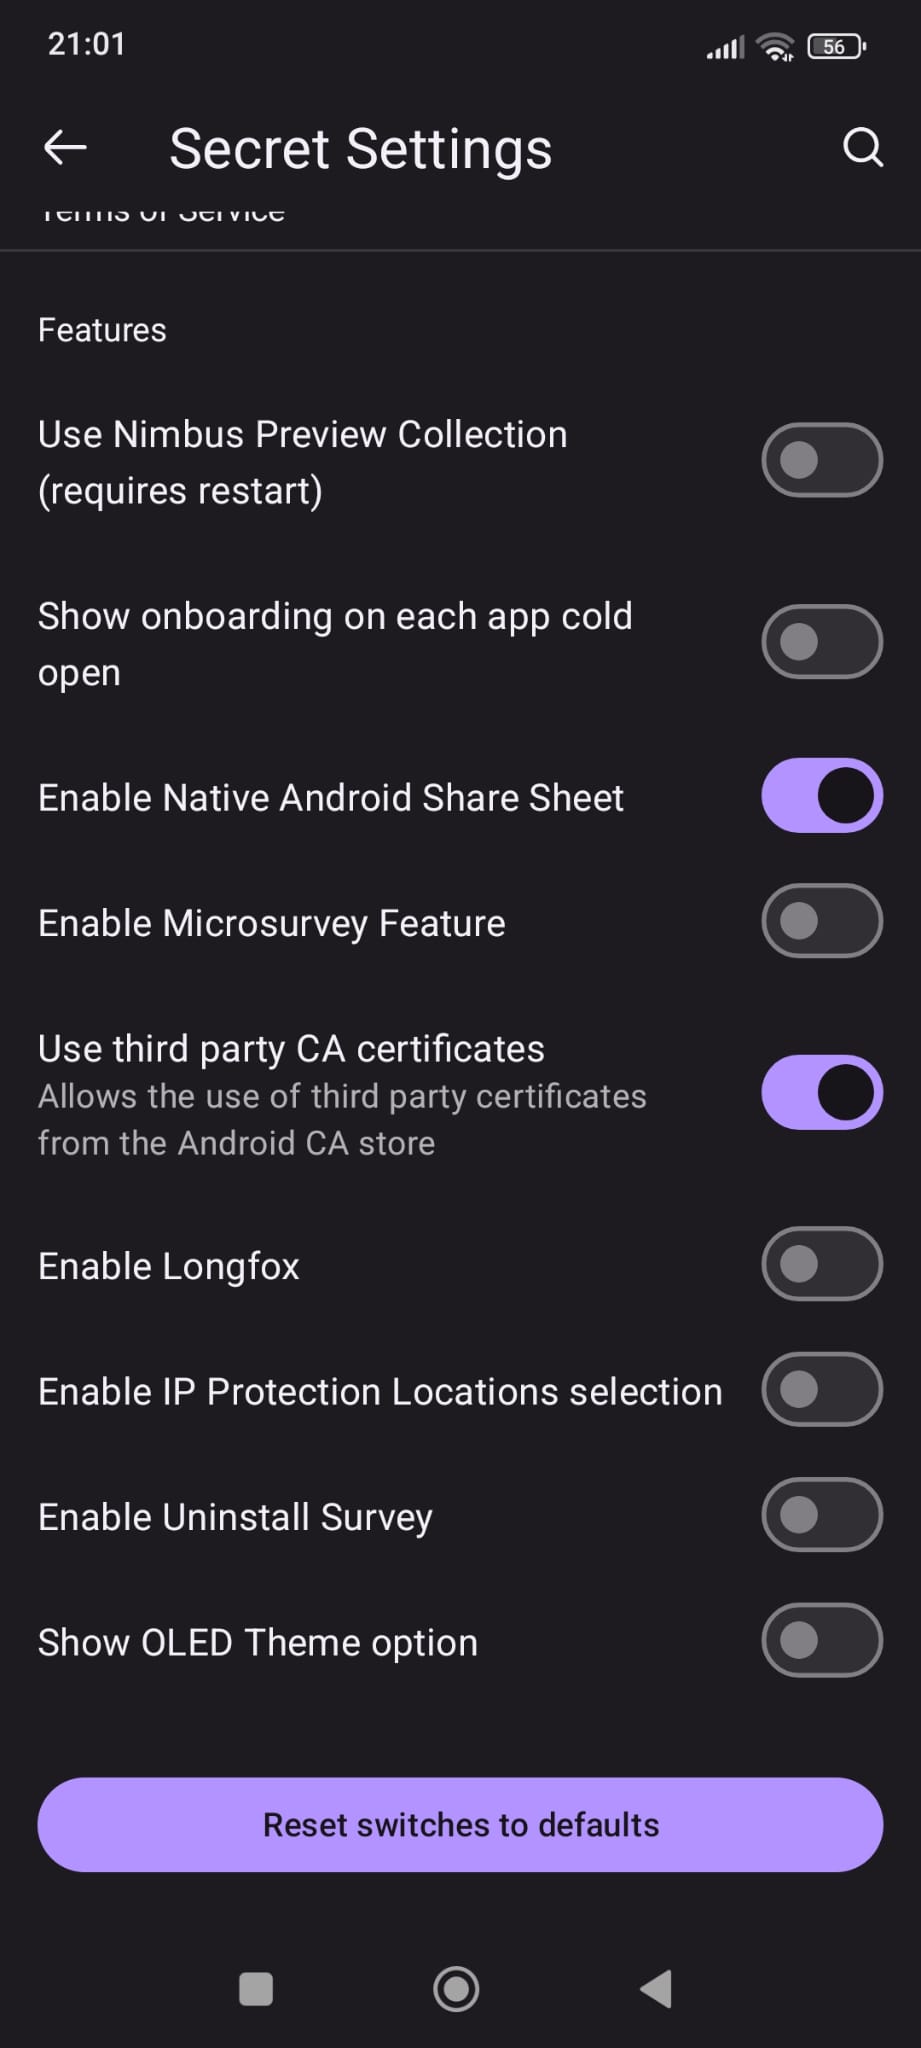 21:01
56
Secret Settings
Terms of Service
Features
Use Nimbus Preview Collection
(requires restart)
Show onboarding on each app cold
open
Enable Native Android Share Sheet
Enable Microsurvey Feature
Use third party CA certificates
Allows the use of third party certificates
from the Android CA store
Enable Longfox
Enable IP Protection Locations selection
Enable Uninstall Survey
Show OLED Theme option
Reset switches to defaults